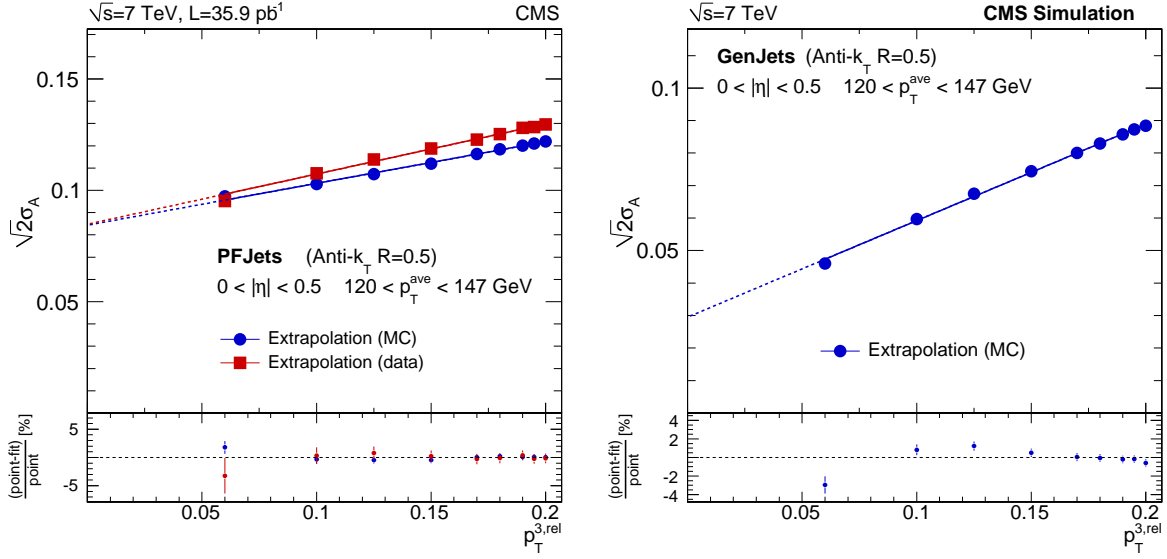 √s=7 TeV, L=35.9 pb¹ CMS
0.15
0.1
0.05
√2σ_A
PFJets (Anti-k_T R=0.5)
0 < |η| < 0.5 120 < p_T^ave < 147 GeV
Extrapolation (MC)
Extrapolation (data)
5
-5
(point-fit)/point [%]
0.05 0.1 0.15 0.2
p_T^3,rel
√s=7 TeV CMS Simulation
GenJets (Anti-k_T R=0.5)
0 < |η| < 0.5 120 < p_T^ave < 147 GeV
0.1
0.05
√2σ_A
Extrapolation (MC)
4
2
-2
-4
(point-fit)/point [%]
0.05 0.1 0.15 0.2
p_T^3,rel